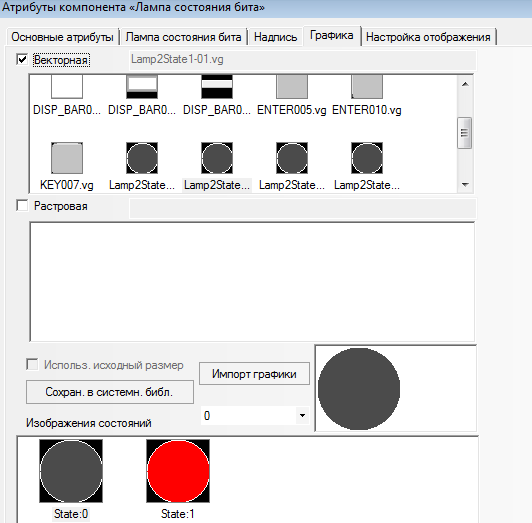 Атрибуты компонента «Лампа состояния бита»
Основные атрибуты Лампа состояния бита Надпись Графика Настройка отображения
Векторная Lamp2State1-01.vg
DISP_BAR0... DISP_BAR0... DISP_BAR0... ENTER005.vg ENTER010.vg
KEY007.vg Lamp2State... Lamp2State... Lamp2State... Lamp2State...
Растровая
Использ. исходный размер
Импорт графики
Сохран. в системн. библ.
0
Изображения состояний
State:0 State:1